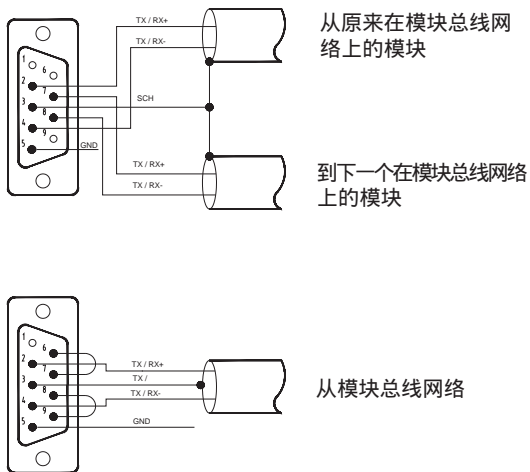 TX / RX+
从原来在模块总线网
络上的模块
TX / RX-
1
6
2
7
SCH
3
8
4
9
5
GND
TX / RX+
到下一个在模块总线网络
上的模块
TX / RX-
1
6
2
TX / RX+
7
3
TX /
从模块总线网络
8
TX / RX-
4
9
GND
5